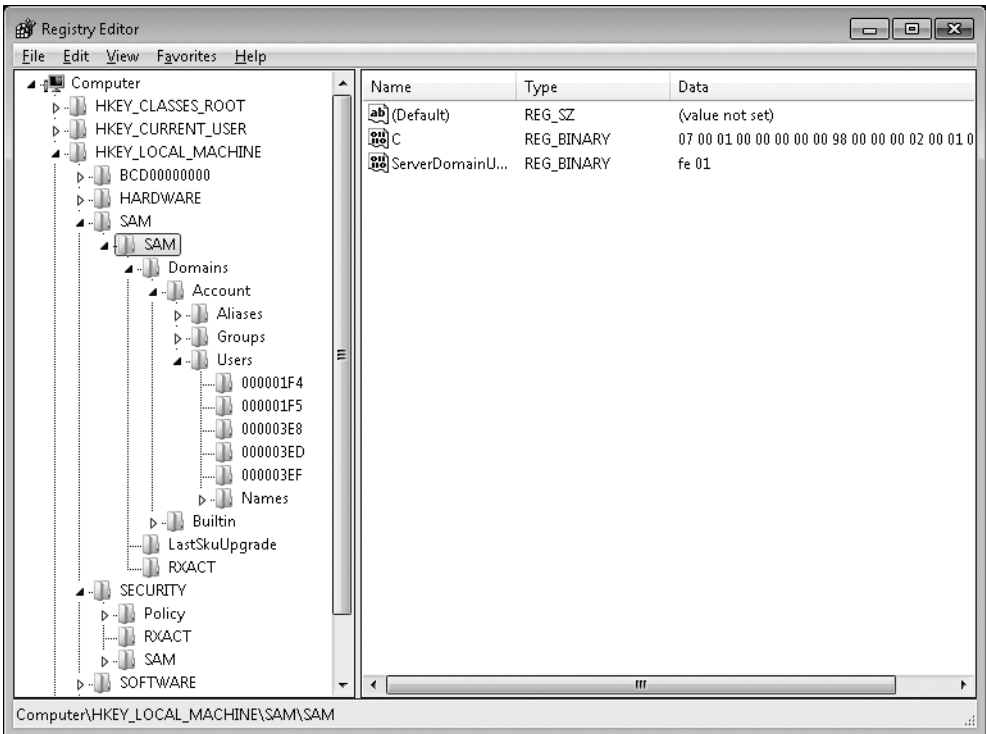 Registry Editor
File Edit View Favorites Help
Computer
HKEY_CLASSES_ROOT
HKEY_CURRENT_USER
HKEY_LOCAL_MACHINE
BCD00000000
HARDWARE
SAM
SAM
Domains
Account
Aliases
Groups
Users
000001F4
000001F5
000003E8
000003ED
000003EF
Names
Builtin
LastSkuUpgrade
RXACT
SECURITY
Policy
RXACT
SAM
SOFTWARE
Name Type Data
(Default) REG_SZ (value not set)
C REG_BINARY 07 00 01 00 00 00 00 00 98 00 00 00 02 00 01 0
ServerDomainU... REG_BINARY fe 01
Computer\HKEY_LOCAL_MACHINE\SAM\SAM